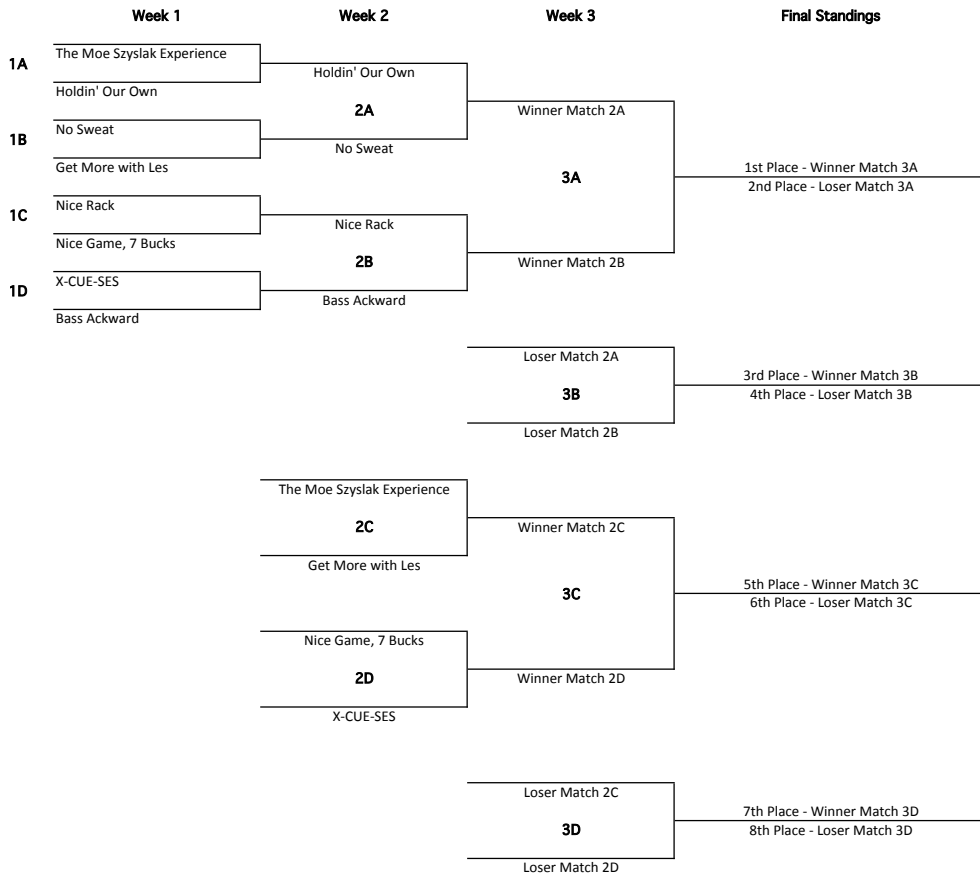 Week 1 Week 2 Week 3 Final Standings
The Moe Szyslak Experience
1A
Holdin' Our Own
Holdin' Our Own
2A
Winner Match 2A
No Sweat
1B
No Sweat
Get More with Les
1st Place - Winner Match 3A
3A
2nd Place - Loser Match 3A
Nice Rack
1C
Nice Rack
Nice Game, 7 Bucks
2B
Winner Match 2B
X-CUE-SES
1D
Bass Ackward
Bass Ackward
Loser Match 2A
3rd Place - Winner Match 3B
3B
4th Place - Loser Match 3B
Loser Match 2B
The Moe Szyslak Experience
2C
Winner Match 2C
Get More with Les
5th Place - Winner Match 3C
3C
6th Place - Loser Match 3C
Nice Game, 7 Bucks
2D
Winner Match 2D
X-CUE-SES
Loser Match 2C
7th Place - Winner Match 3D
3D
8th Place - Loser Match 3D
Loser Match 2D